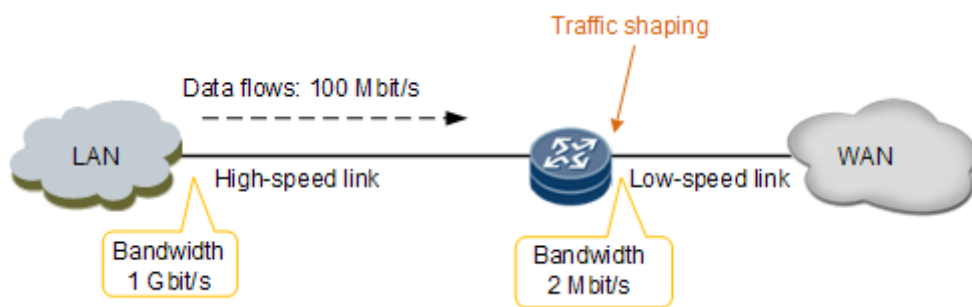 Traffic shaping
Data flows: 100 Mbit/s
LAN
WAN
High-speed link
Low-speed link
Bandwidth
1 Gbit/s
Bandwidth
2 Mbit/s